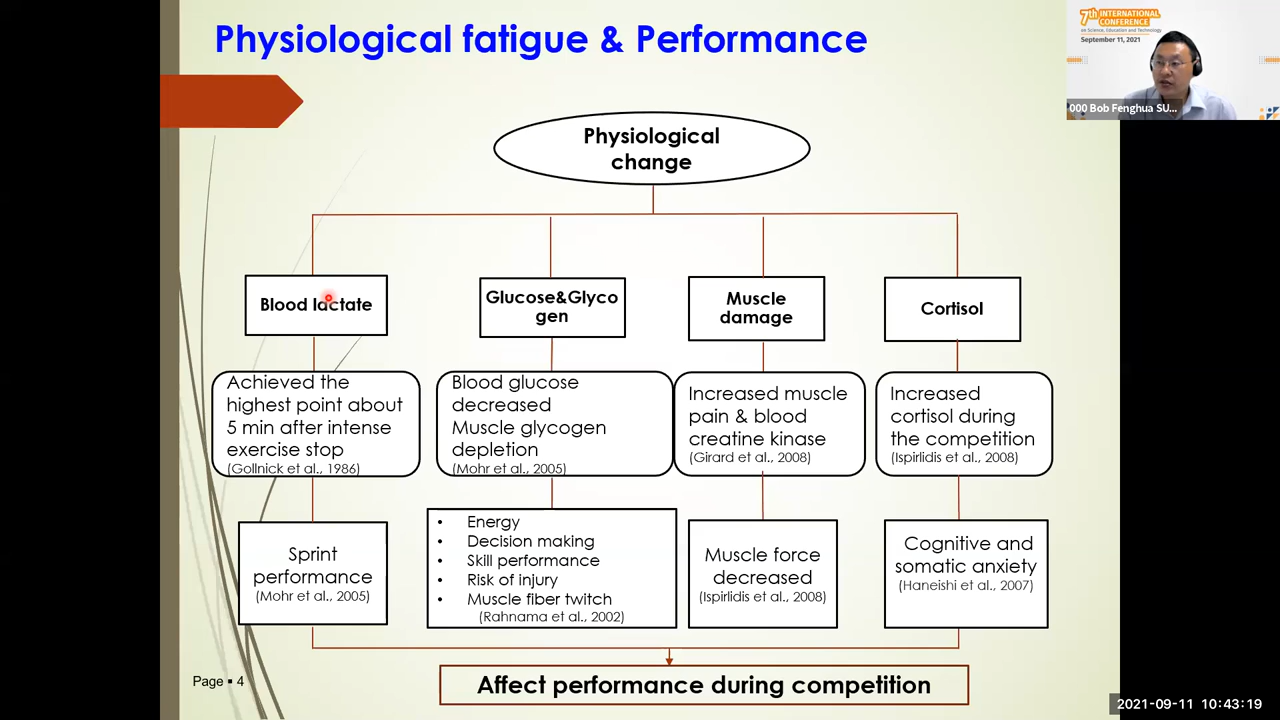 Physiological fatigue & Performance
7th INTERNATIONAL
CONFERENCE
on Science, Education and Technology
September 11, 2021
000 Bob Fenghua SU...
Physiological
change
Blood lactate
Glucose&Glyco
gen
Muscle
damage
Cortisol
Achieved the
highest point about
5 min after intense
exercise stop
(Gollnick et al., 1986)
Blood glucose
decreased
Muscle glycogen
depletion
(Mohr et al., 2005)
Increased muscle
pain & blood
creatine kinase
(Girard et al., 2008)
Increased
cortisol during
the competition
(Ispirlidis et al., 2008)
Sprint
performance
(Mohr et al., 2005)
• Energy
• Decision making
• Skill performance
• Risk of injury
• Muscle fiber twitch
(Rahnama et al., 2002)
Muscle force
decreased
(Ispirlidis et al., 2008)
Cognitive and
somatic anxiety
(Haneishi et al., 2007)
Affect performance during competition
Page ▪ 4
2021-09-11 10:43:19